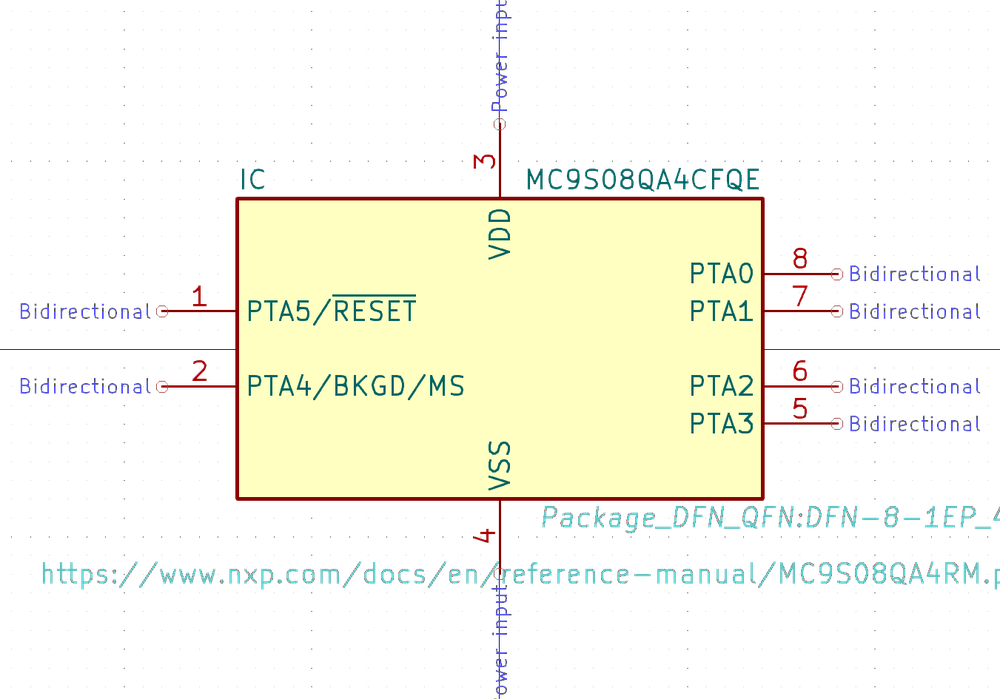 Power input
3
IC
MC9S08QA4CFQE
VDD
PTA0 8 Bidirectional
Bidirectional 1 PTA5/RESET
PTA1 7 Bidirectional
Bidirectional 2 PTA4/BKGD/MS
PTA2 6 Bidirectional
PTA3 5 Bidirectional
VSS
4
Package_DFN_QFN:DFN-8-1EP_4
https://www.nxp.com/docs/en/reference-manual/MC9S08QA4RM.p
ower input